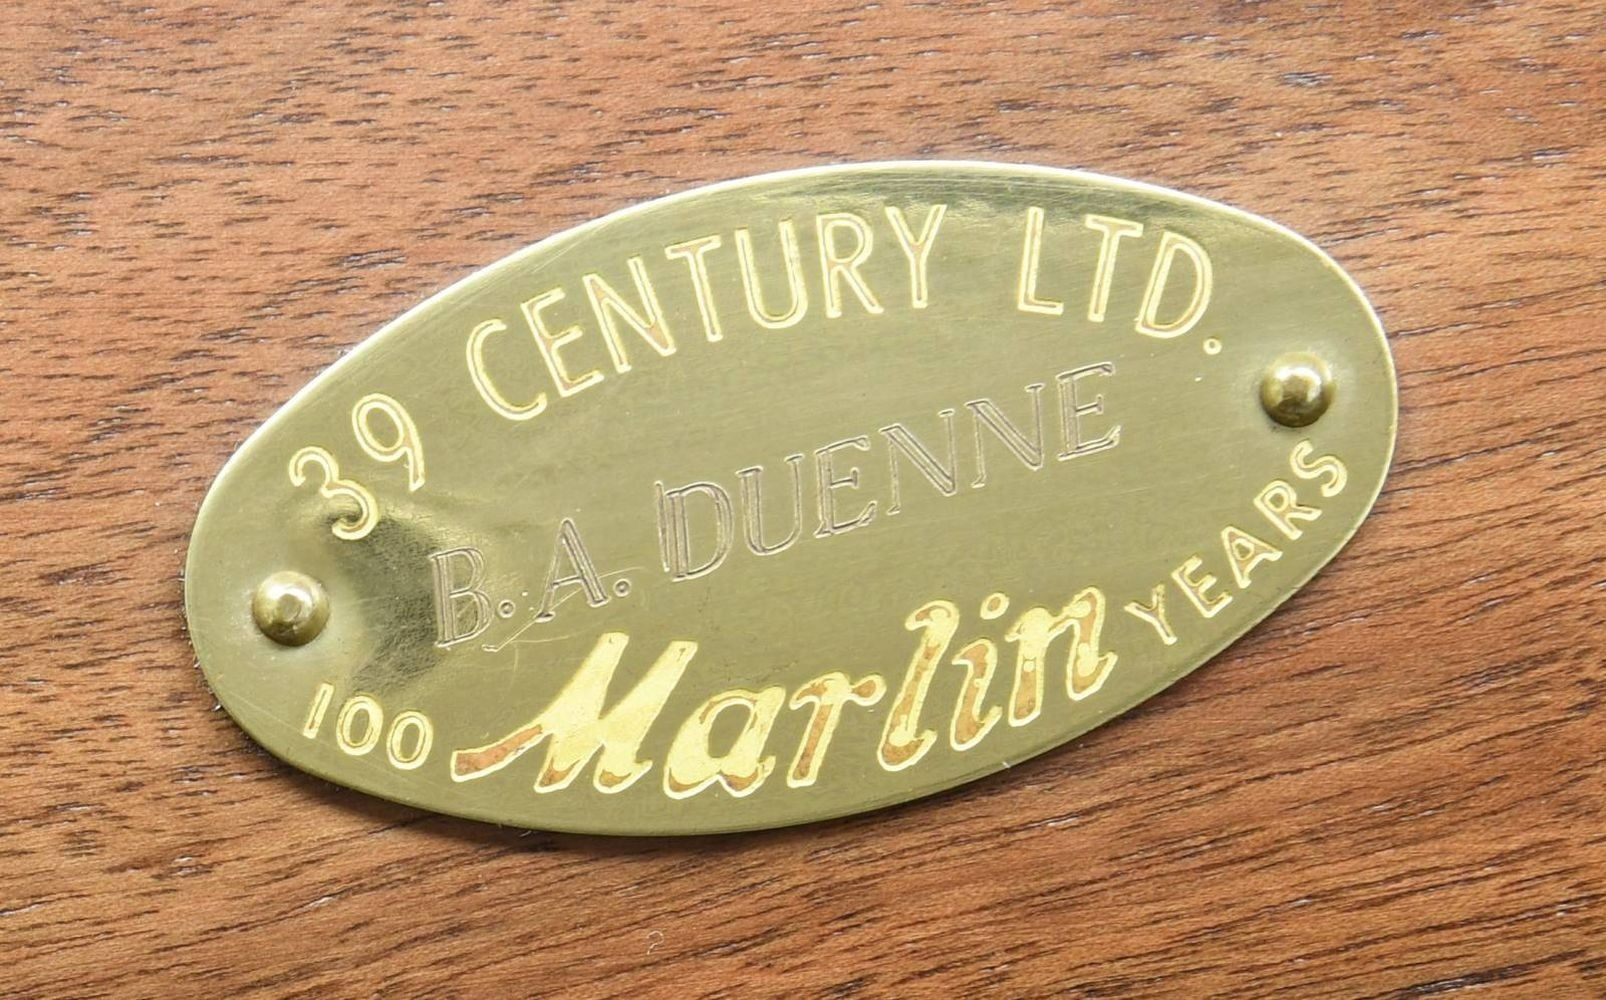 39 CENTURY LTD.
B. A. DUENNE
100 Marlin YEARS